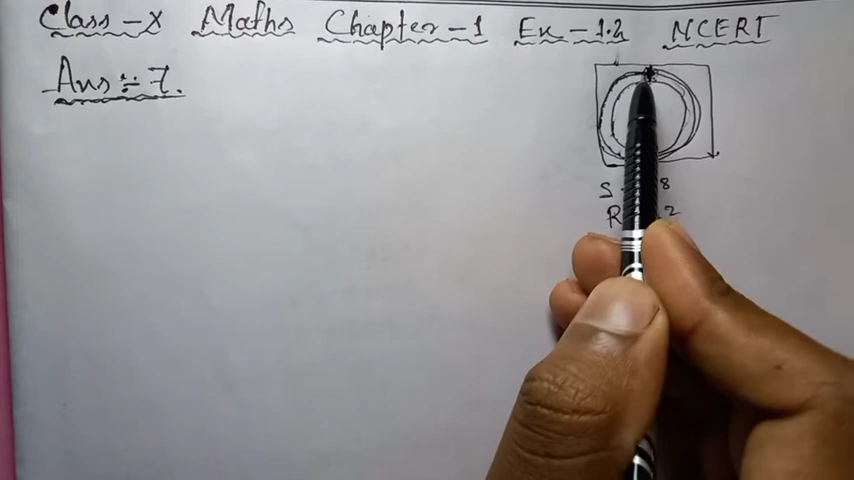 Class - X Maths Chapter - 1 Ex - 1.2 NCERT
Ans ÷ 7.
S 8
R 2